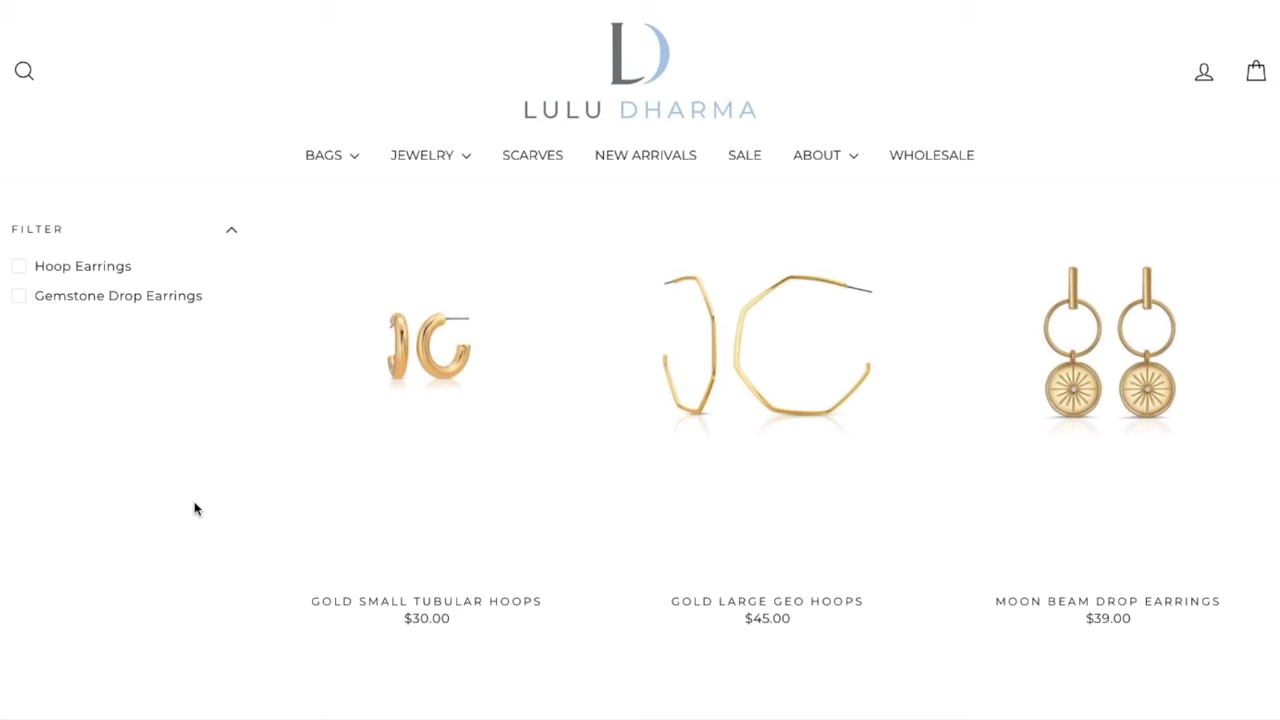 LD
LULU DHARMA
BAGS JEWELRY SCARVES NEW ARRIVALS SALE ABOUT WHOLESALE
FILTER
Hoop Earrings
Gemstone Drop Earrings
GOLD SMALL TUBULAR HOOPS
$30.00
GOLD LARGE GEO HOOPS
$45.00
MOON BEAM DROP EARRINGS
$39.00